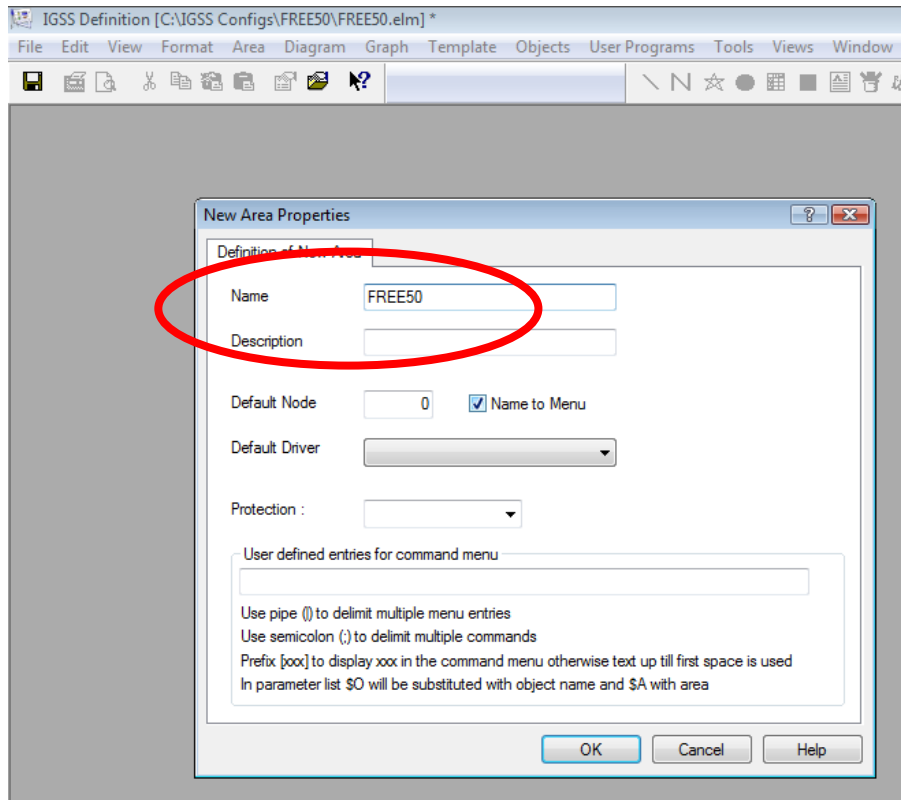 IGSS Definition [C:\IGSS Configs\FREE50\FREE50.elm] *
File Edit View Format Area Diagram Graph Template Objects User Programs Tools Views Window
New Area Properties
Definition of New Area
Name FREE50
Description
Default Node 0 Name to Menu
Default Driver
Protection :
User defined entries for command menu
Use pipe (|) to delimit multiple menu entries
Use semicolon (;) to delimit multiple commands
Prefix [xxx] to display xxx in the command menu otherwise text up till first space is used
In parameter list $O will be substituted with object name and $A with area
OK Cancel Help